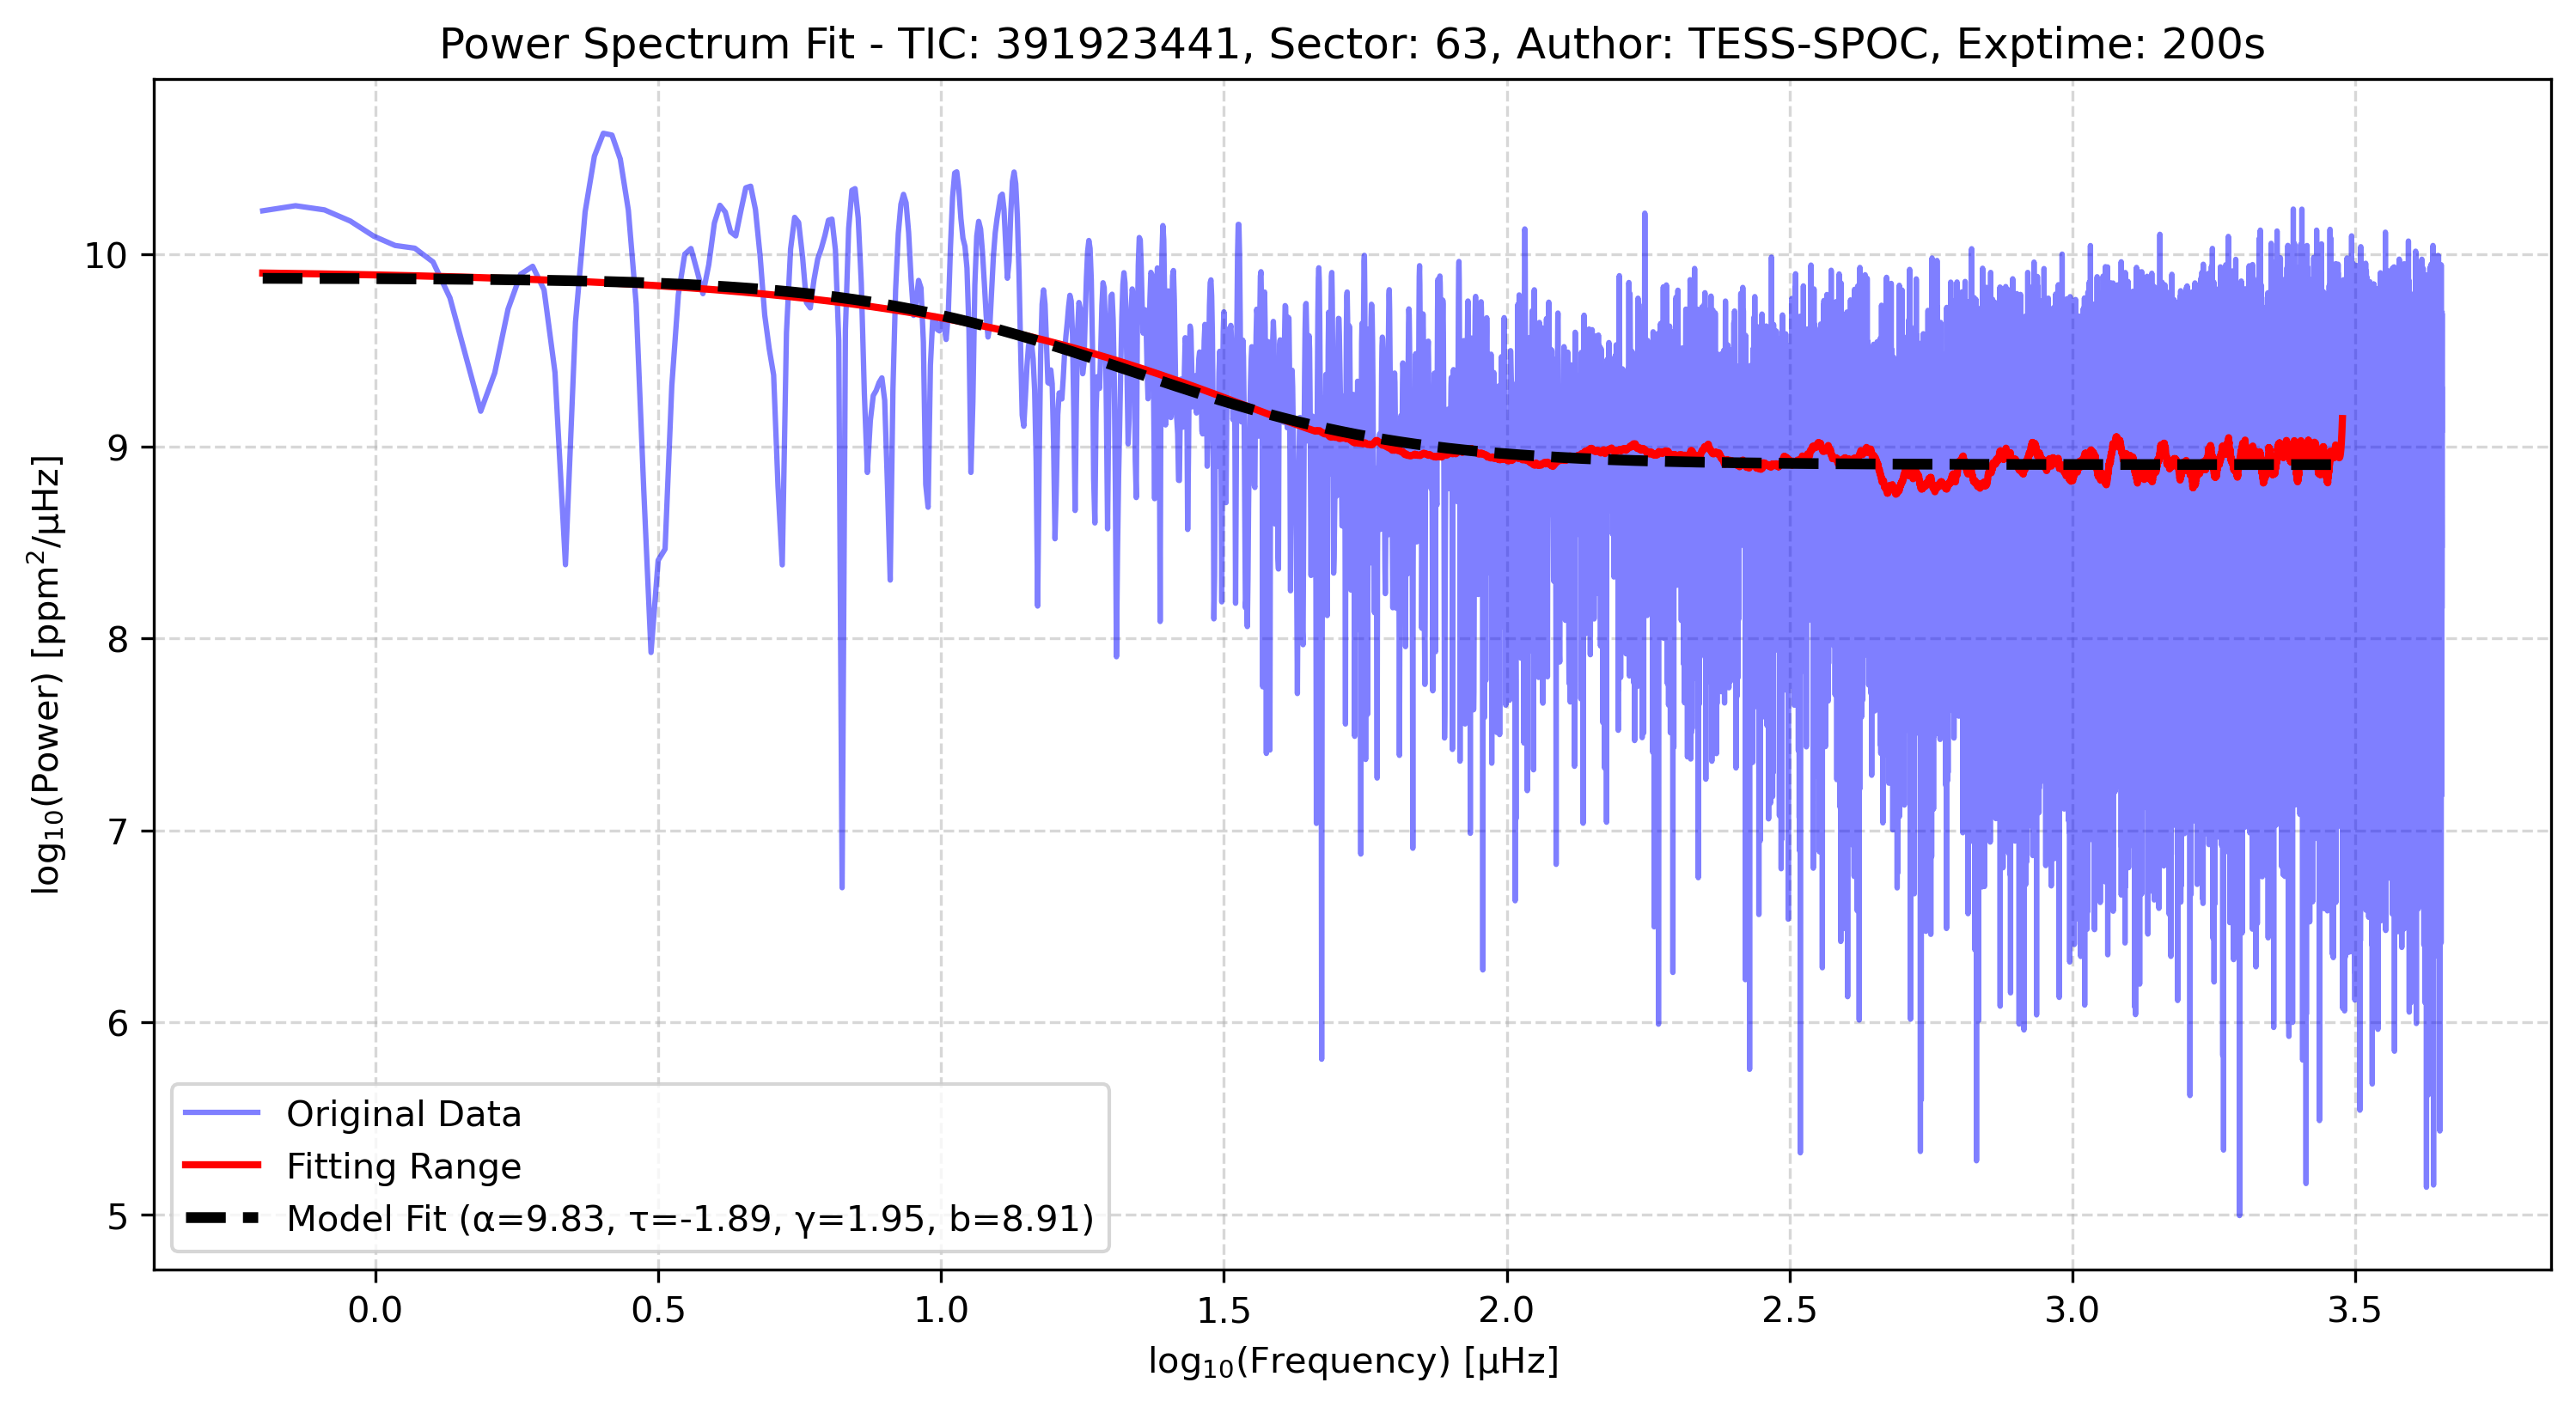 Power Spectrum Fit - TIC: 391923441, Sector: 63, Author: TESS-SPOC, Exptime: 200s
log₁₀(Power) [ppm²/μHz]
10
9
8
7
6
5
Original Data
Fitting Range
Model Fit (α=9.83, τ=-1.89, γ=1.95, b=8.91)
0.0 0.5 1.0 1.5 2.0 2.5 3.0 3.5
log₁₀(Frequency) [μHz]